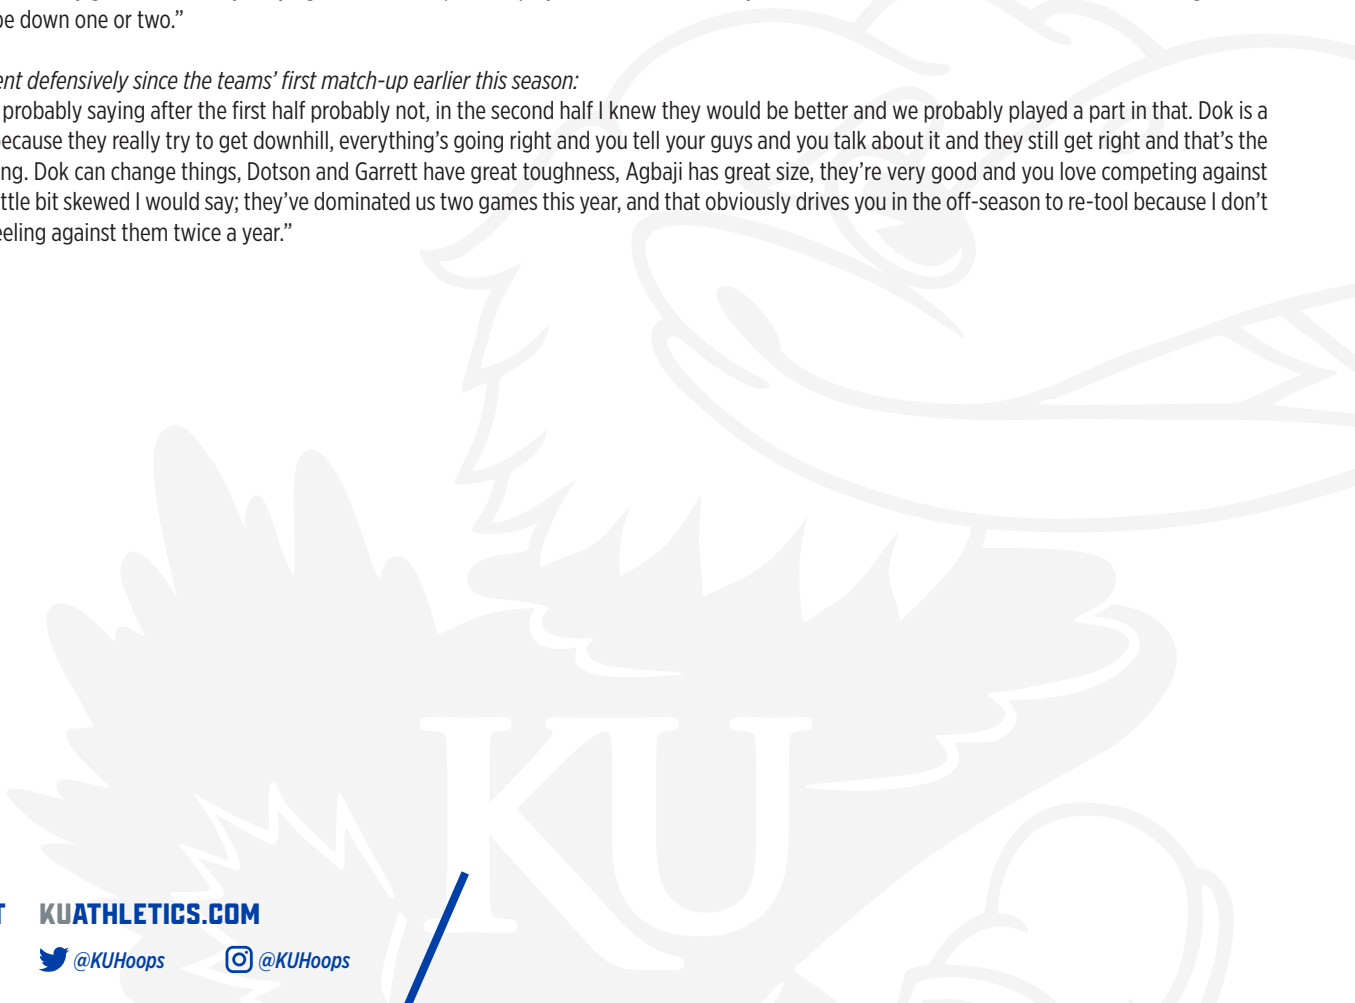 be down one or two.”
ent defensively since the teams’ first match-up earlier this season:
probably saying after the first half probably not, in the second half I knew they would be better and we probably played a part in that. Dok is a
because they really try to get downhill, everything’s going right and you tell your guys and you talk about it and they still get right and that’s the
ng. Dok can change things, Dotson and Garrett have great toughness, Agbaji has great size, they’re very good and you love competing against
ttle bit skewed I would say; they’ve dominated us two games this year, and that obviously drives you in the off-season to re-tool because I don’t
eeling against them twice a year.”
KU
T KUATHLETICS.COM
@KUHoops @KUHoops